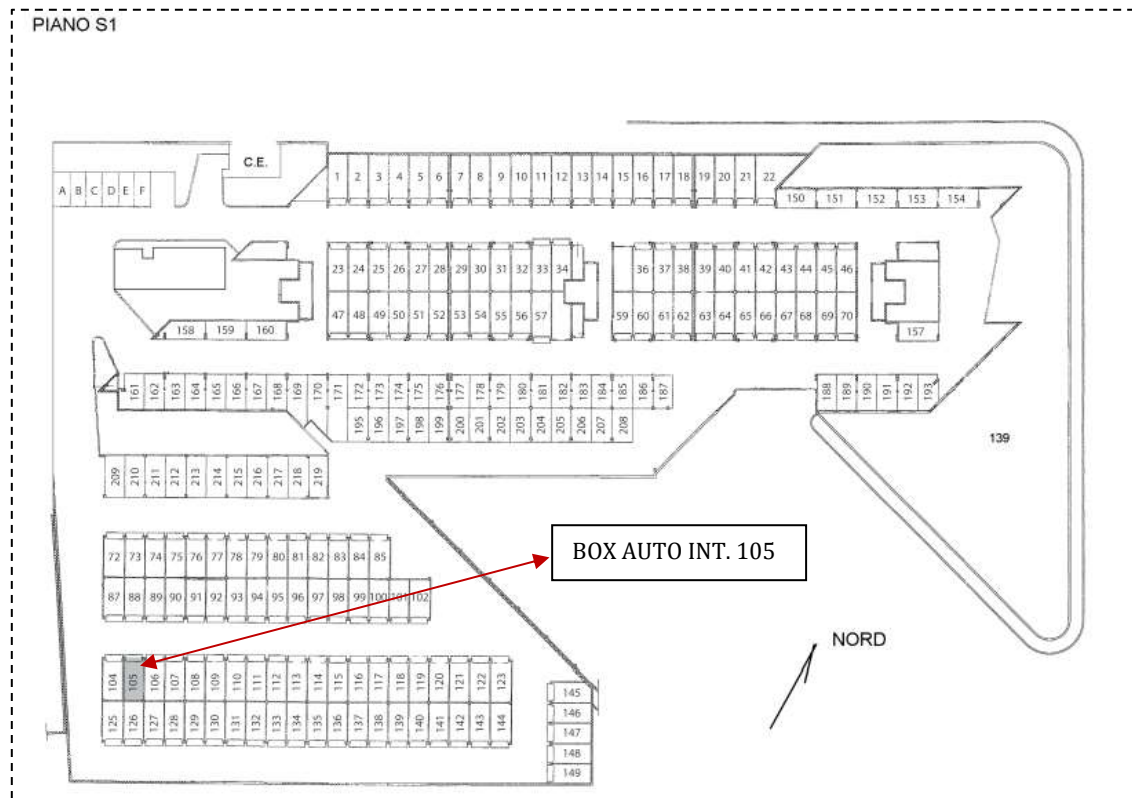 PIANO S1
C.E.
A B C D E F
1 2 3 4 5 6 7 8 9 10 11 12 13 14 15 16 17 18 19 20 21 22
150 151 152 153 154
23 24 25 26 27 28 29 30 31 32 33 34 36 37 38 39 40 41 42 43 44 45 46
47 48 49 50 51 52 53 54 55 56 57 59 60 61 62 63 64 65 66 67 68 69 70
158 159 160 157
161 162 163 164 165 166 167 168 169 170 171 172 173 174 175 176 177 178 179 180 181 182 183 184 185 186 187 188 189 190 191 192 193
195 196 197 198 199 200 201 202 203 204 205 206 207 208
139
209 210 211 212 213 214 215 216 217 218 219
72 73 74 75 76 77 78 79 80 81 82 83 84 85
BOX AUTO INT. 105
87 88 89 90 91 92 93 94 95 96 97 98 99 100 101 102
NORD
104 105 106 107 108 109 110 111 112 113 114 115 116 117 118 119 120 121 122 123
145
125 126 127 128 129 130 131 132 133 134 135 136 137 138 139 140 141 142 143 144
146
147
148
149